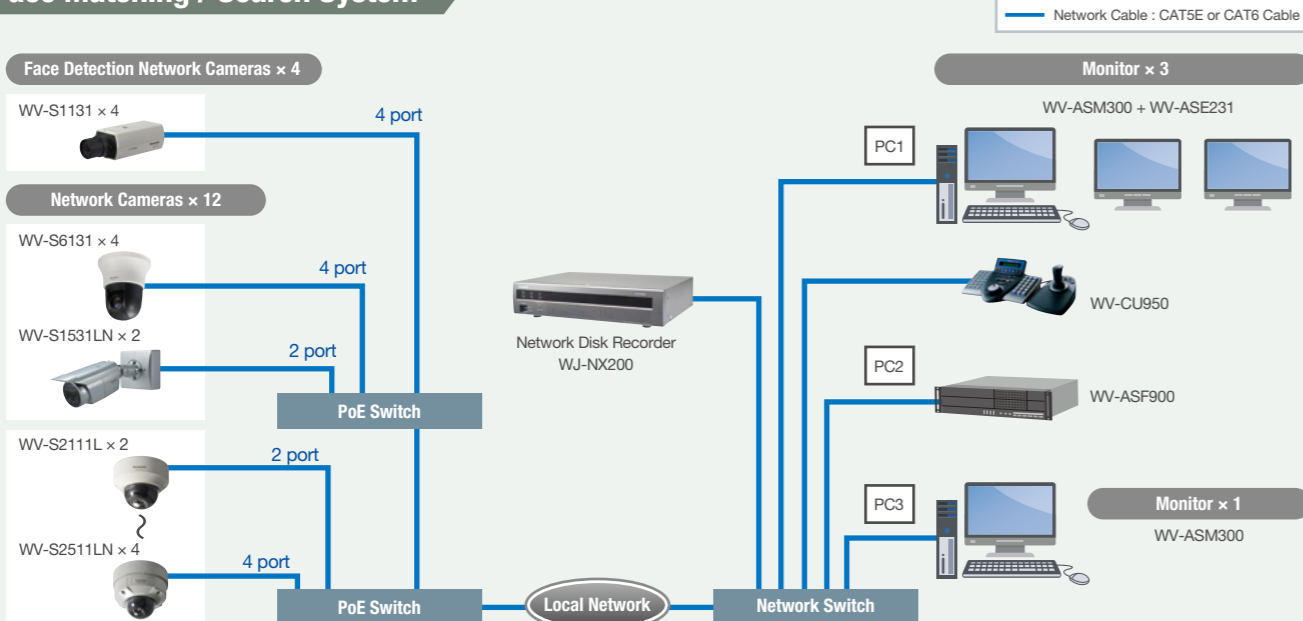 Face Matching / Search System
Network Cable : CAT5E or CAT6 Cable
Face Detection Network Cameras × 4
WV-S1131 × 4
4 port
Network Cameras × 12
WV-S6131 × 4
4 port
WV-S1531LN × 2
2 port
PoE Switch
WV-S2111L × 2
2 port
WV-S2511LN × 4
4 port
PoE Switch
Network Disk Recorder
WJ-NX200
Local Network
Network Switch
Monitor × 3
WV-ASM300 + WV-ASE231
PC1
WV-CU950
PC2
WV-ASF900
PC3
Monitor × 1
WV-ASM300